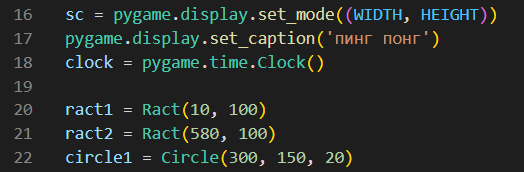 16 sc = pygame.display.set_mode((WIDTH, HEIGHT))
17 pygame.display.set_caption('пинг понг')
18 clock = pygame.time.Clock()
19
20 ract1 = Ract(10, 100)
21 ract2 = Ract(580, 100)
22 circle1 = Circle(300, 150, 20)